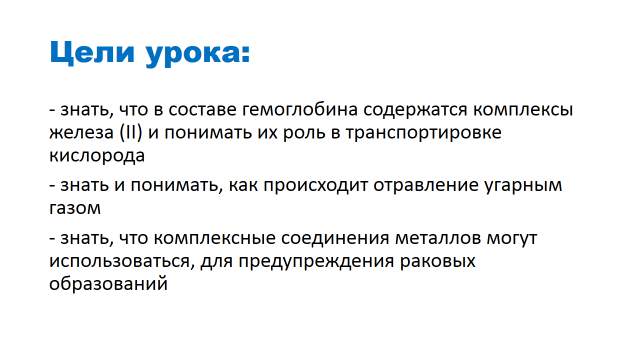 Цели урока:
- знать, что в составе гемоглобина содержатся комплексы
железа (II) и понимать их роль в транспортировке
кислорода
- знать и понимать, как происходит отравление угарным
газом
- знать, что комплексные соединения металлов могут
использоваться, для предупреждения раковых
образований